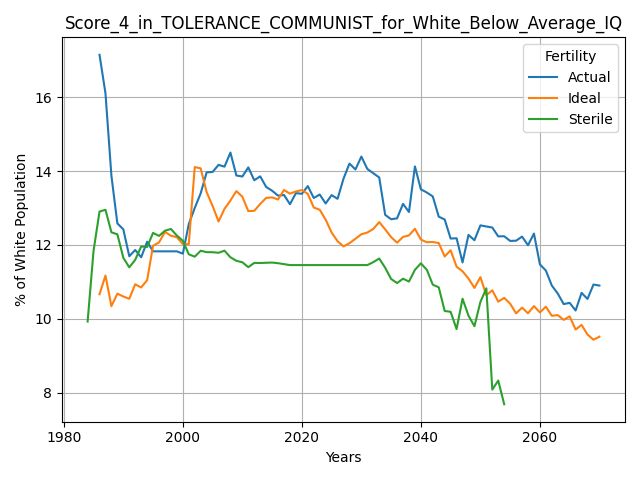 Score_4_in_TOLERANCE_COMMUNIST_for_White_Below_Average_IQ
Fertility
Actual
Ideal
Sterile
% of White Population
16
14
12
10
8
1980
2000
2020
2040
2060
Years